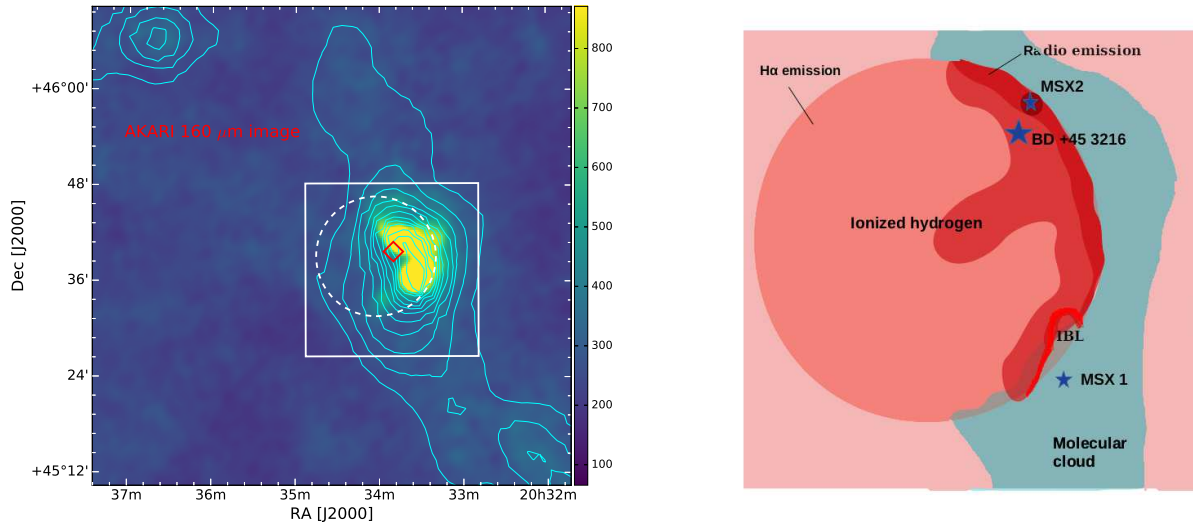 AKARI 160 μm image
+46°00'
48'
36'
24'
+45°12'
Dec [J2000]
37m
36m
35m
34m
33m
20h32m
RA [J2000]
800
700
600
500
400
300
200
100
Radio emission
Hα emission
MSX2
BD +45 3216
Ionized hydrogen
IBL
MSX 1
Molecular
cloud